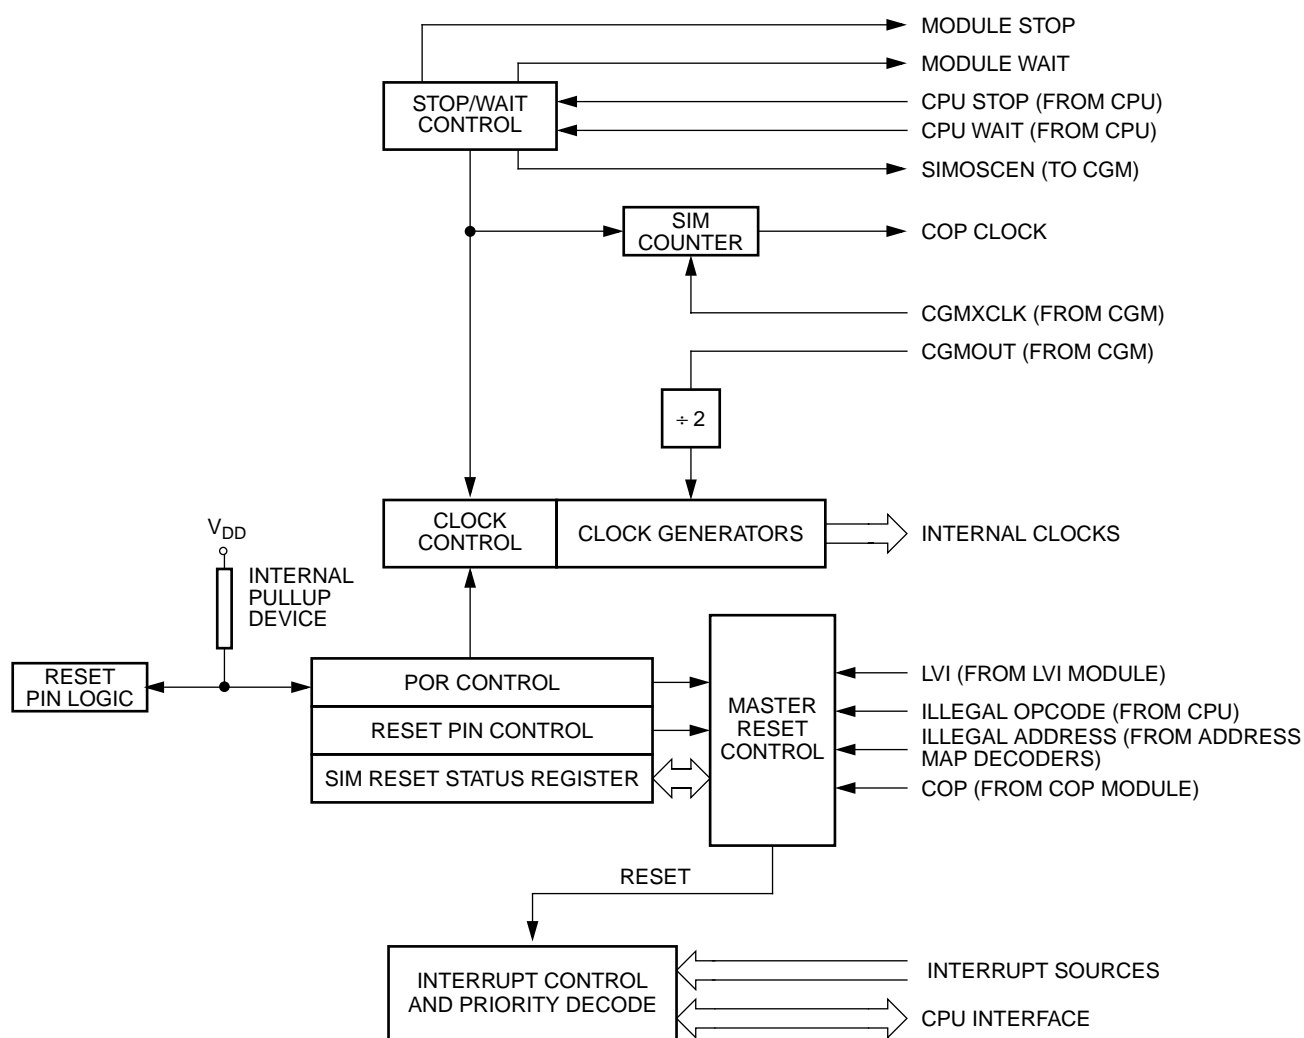 MODULE STOP
MODULE WAIT
STOP/WAIT
CONTROL
CPU STOP (FROM CPU)
CPU WAIT (FROM CPU)
SIMOSCEN (TO CGM)
SIM
COUNTER
COP CLOCK
CGMXCLK (FROM CGM)
CGMOUT (FROM CGM)
÷ 2
CLOCK
CONTROL
CLOCK GENERATORS
INTERNAL CLOCKS
VDD
INTERNAL
PULLUP
DEVICE
RESET
PIN LOGIC
POR CONTROL
RESET PIN CONTROL
SIM RESET STATUS REGISTER
MASTER
RESET
CONTROL
LVI (FROM LVI MODULE)
ILLEGAL OPCODE (FROM CPU)
ILLEGAL ADDRESS (FROM ADDRESS
MAP DECODERS)
COP (FROM COP MODULE)
RESET
INTERRUPT CONTROL
AND PRIORITY DECODE
INTERRUPT SOURCES
CPU INTERFACE